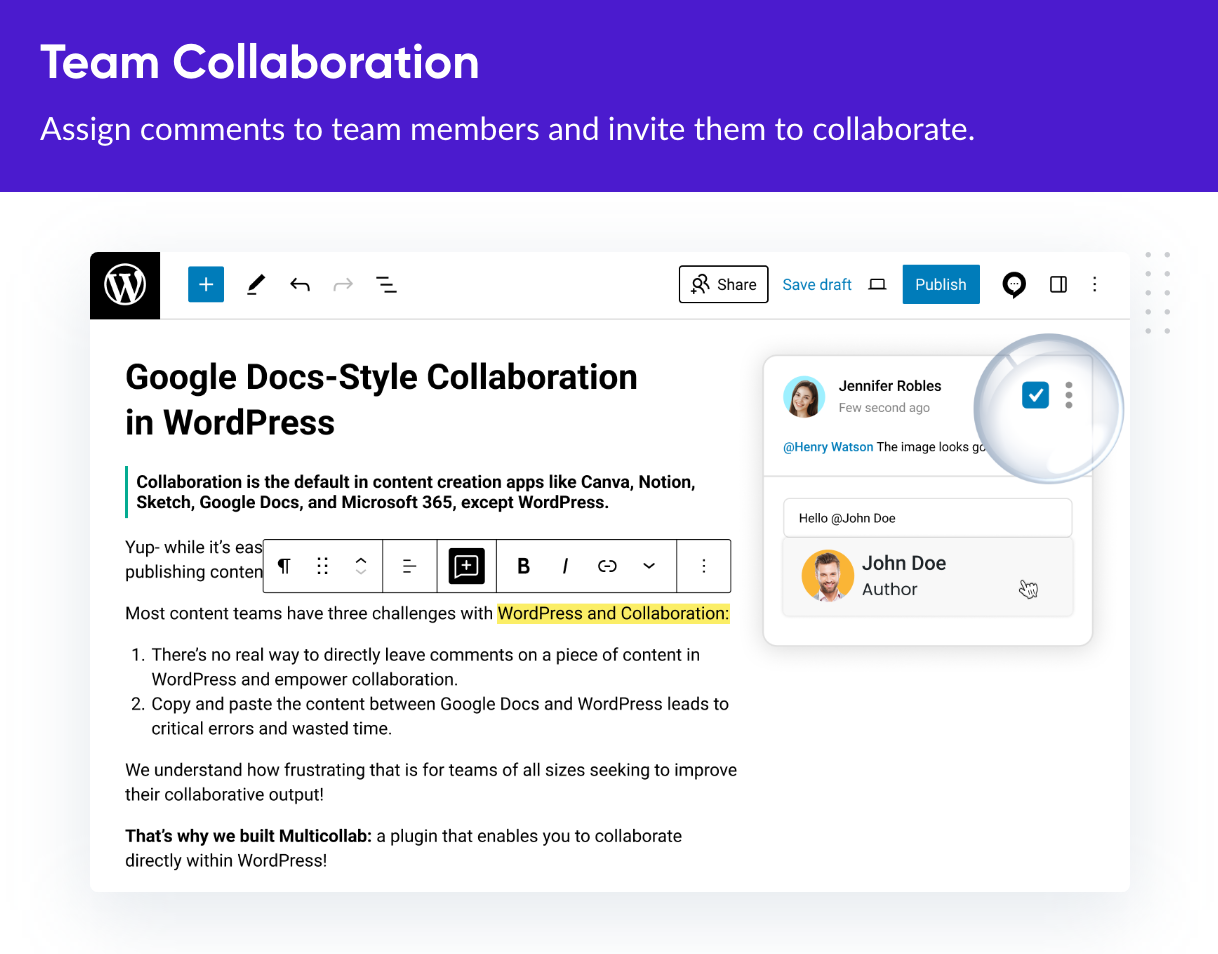 Team Collaboration
Assign comments to team members and invite them to collaborate.
Share
Save draft
Publish
Google Docs-Style Collaboration
in WordPress
Collaboration is the default in content creation apps like Canva, Notion,
Sketch, Google Docs, and Microsoft 365, except WordPress.
Yup- while it's eas
publishing conten
B I
Most content teams have three challenges with WordPress and Collaboration:
1. There's no real way to directly leave comments on a piece of content in
WordPress and empower collaboration.
2. Copy and paste the content between Google Docs and WordPress leads to
critical errors and wasted time.
We understand how frustrating that is for teams of all sizes seeking to improve
their collaborative output!
That's why we built Multicollab: a plugin that enables you to collaborate
directly within WordPress!
Jennifer Robles
Few second ago
@Henry Watson The image looks go
Hello @John Doe
John Doe
Author